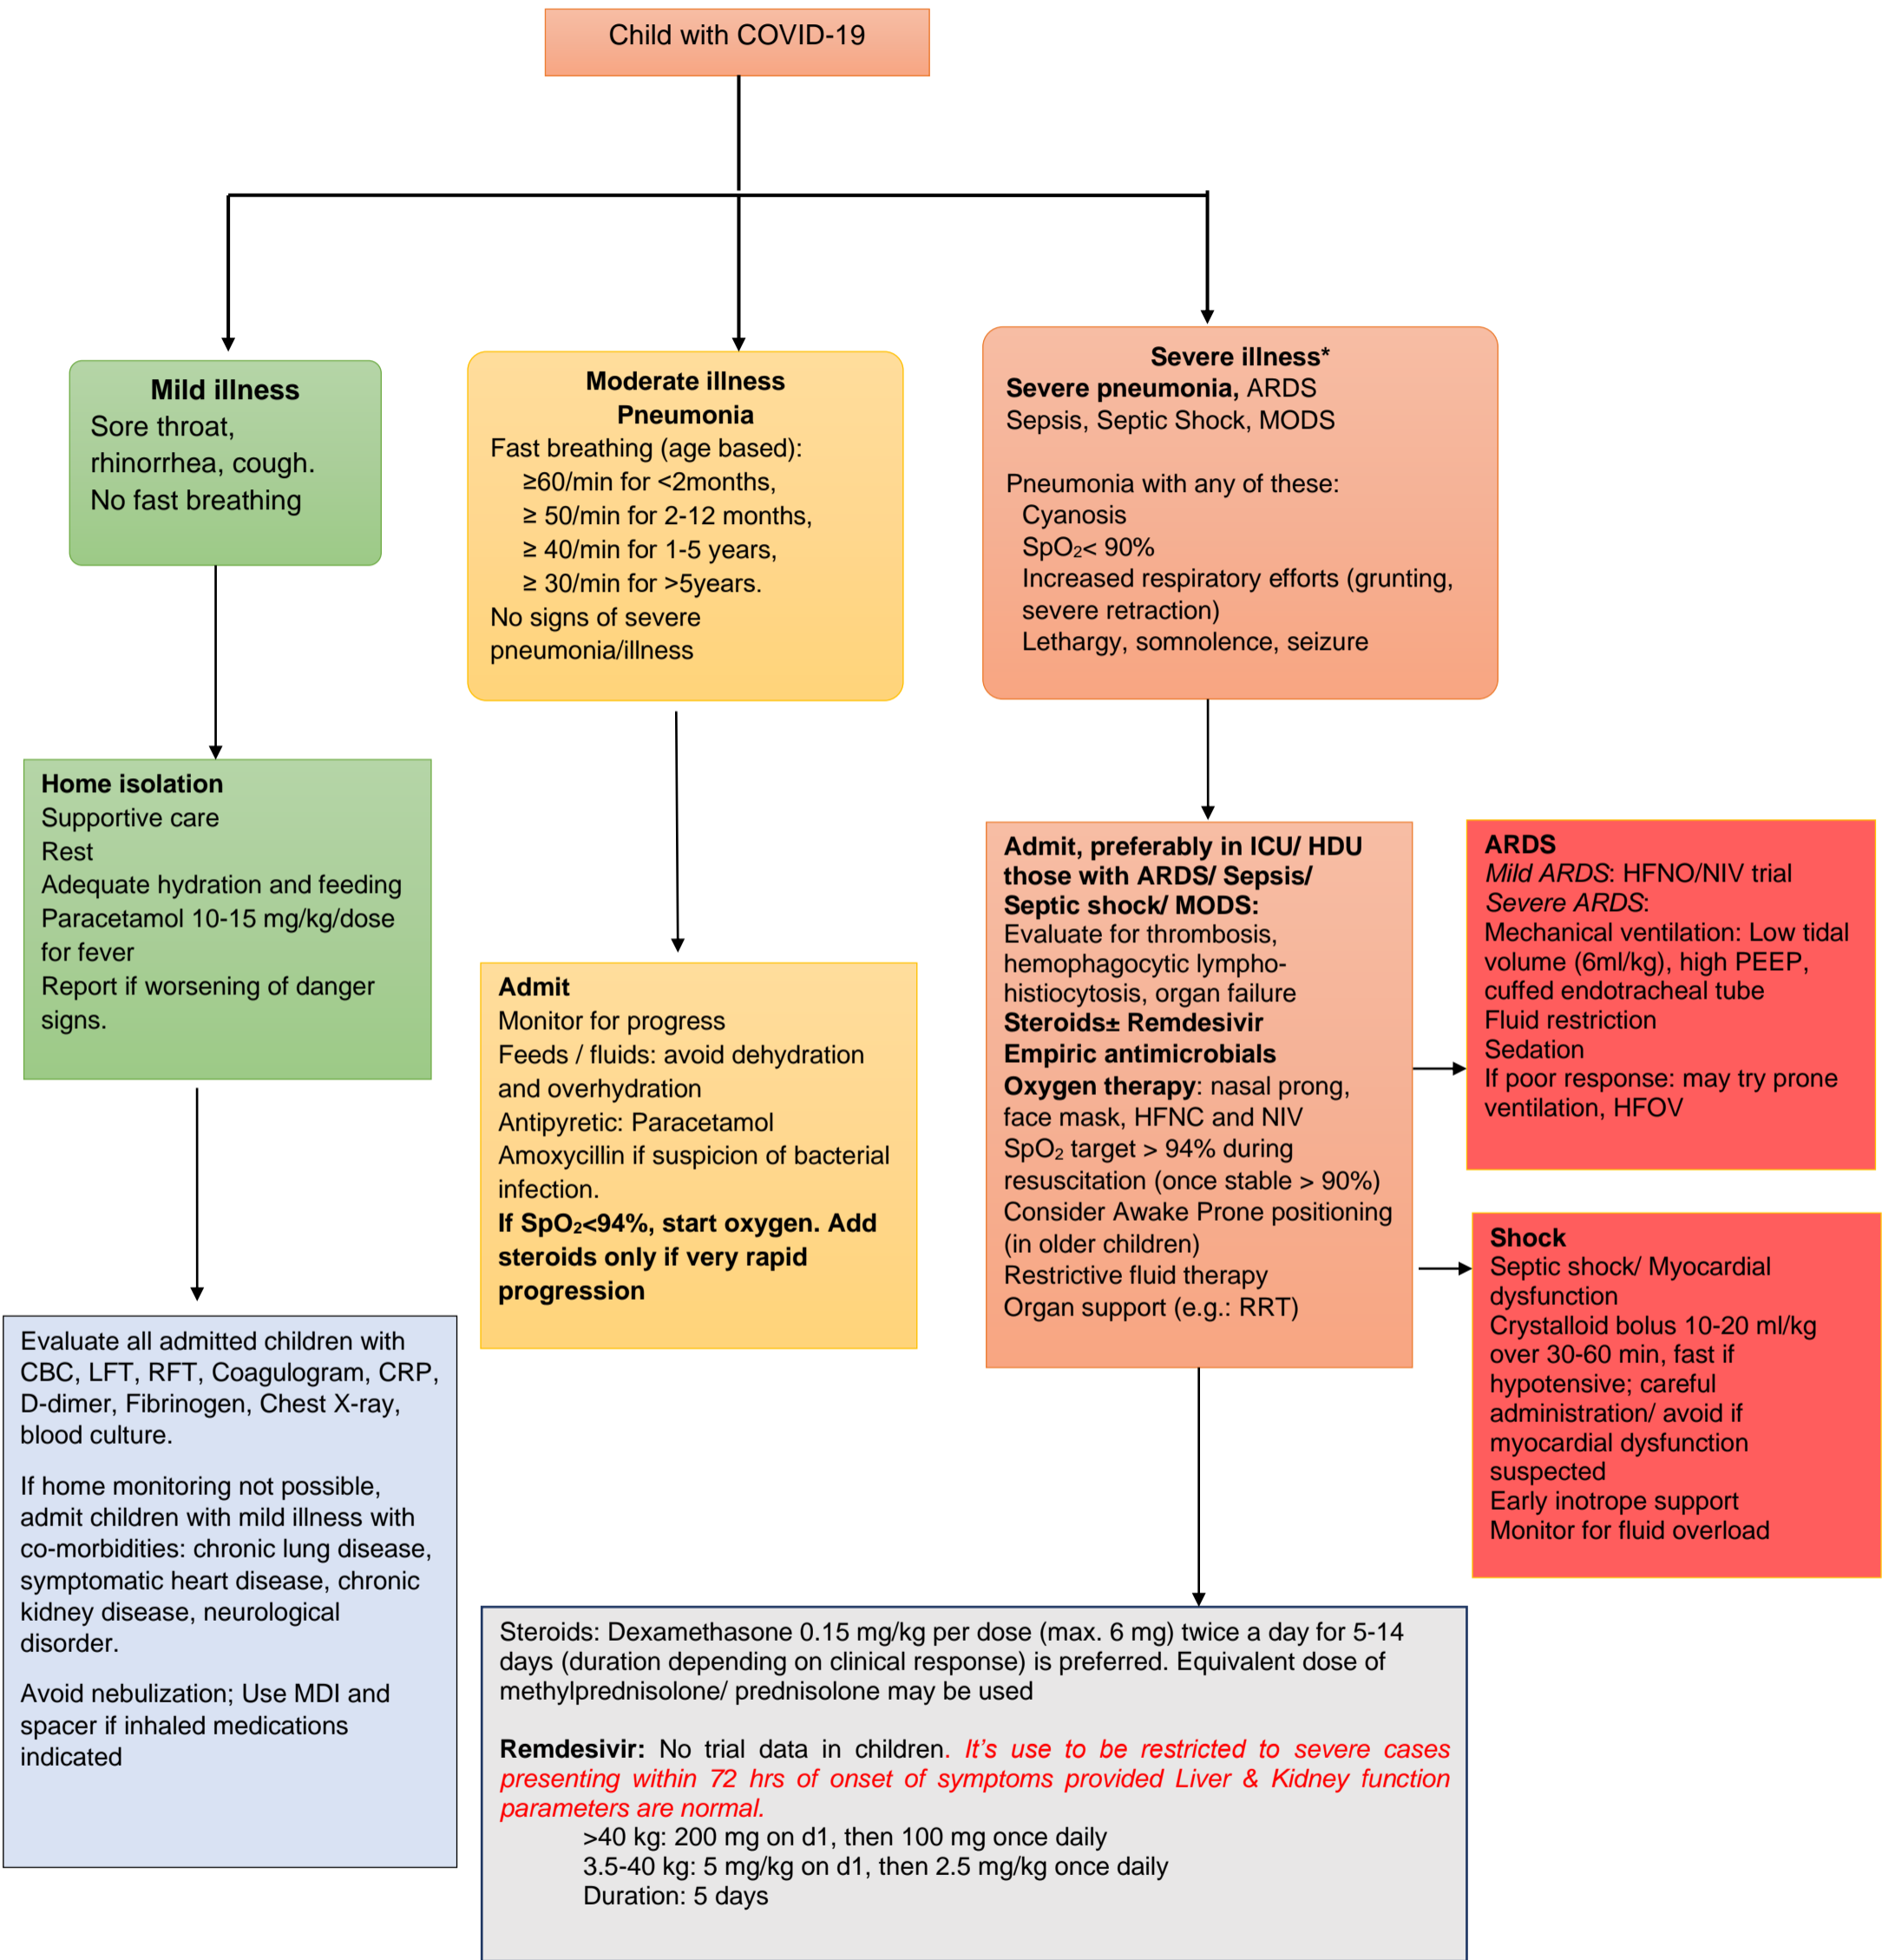 Child with COVID-19
Mild illness
Sore throat,
rhinorrhea, cough.
No fast breathing
Moderate illness
Pneumonia
Fast breathing (age based):
≥60/min for <2months,
≥ 50/min for 2-12 months,
≥ 40/min for 1-5 years,
≥ 30/min for >5years.
No signs of severe
pneumonia/illness
Severe illness*
Severe pneumonia, ARDS
Sepsis, Septic Shock, MODS
Pneumonia with any of these:
Cyanosis
SpO₂< 90%
Increased respiratory efforts (grunting,
severe retraction)
Lethargy, somnolence, seizure
Home isolation
Supportive care
Rest
Adequate hydration and feeding
Paracetamol 10-15 mg/kg/dose
for fever
Report if worsening of danger
signs.
Admit
Monitor for progress
Feeds / fluids: avoid dehydration
and overhydration
Antipyretic: Paracetamol
Amoxycillin if suspicion of bacterial
infection.
If SpO₂<94%, start oxygen. Add
steroids only if very rapid
progression
Admit, preferably in ICU/ HDU
those with ARDS/ Sepsis/
Septic shock/ MODS:
Evaluate for thrombosis,
hemophagocytic lympho-
histiocytosis, organ failure
Steroids± Remdesivir
Empiric antimicrobials
Oxygen therapy: nasal prong,
face mask, HFNC and NIV
SpO₂ target > 94% during
resuscitation (once stable > 90%)
Consider Awake Prone positioning
(in older children)
Restrictive fluid therapy
Organ support (e.g.: RRT)
ARDS
Mild ARDS: HFNO/NIV trial
Severe ARDS:
Mechanical ventilation: Low tidal
volume (6ml/kg), high PEEP,
cuffed endotracheal tube
Fluid restriction
Sedation
If poor response: may try prone
ventilation, HFOV
Shock
Septic shock/ Myocardial
dysfunction
Crystalloid bolus 10-20 ml/kg
over 30-60 min, fast if
hypotensive; careful
administration/ avoid if
myocardial dysfunction
suspected
Early inotrope support
Monitor for fluid overload
Evaluate all admitted children with
CBC, LFT, RFT, Coagulogram, CRP,
D-dimer, Fibrinogen, Chest X-ray,
blood culture.
If home monitoring not possible,
admit children with mild illness with
co-morbidities: chronic lung disease,
symptomatic heart disease, chronic
kidney disease, neurological
disorder.
Avoid nebulization; Use MDI and
spacer if inhaled medications
indicated
Steroids: Dexamethasone 0.15 mg/kg per dose (max. 6 mg) twice a day for 5-14
days (duration depending on clinical response) is preferred. Equivalent dose of
methylprednisolone/ prednisolone may be used
Remdesivir: No trial data in children. It's use to be restricted to severe cases
presenting within 72 hrs of onset of symptoms provided Liver & Kidney function
parameters are normal.
>40 kg: 200 mg on d1, then 100 mg once daily
3.5-40 kg: 5 mg/kg on d1, then 2.5 mg/kg once daily
Duration: 5 days